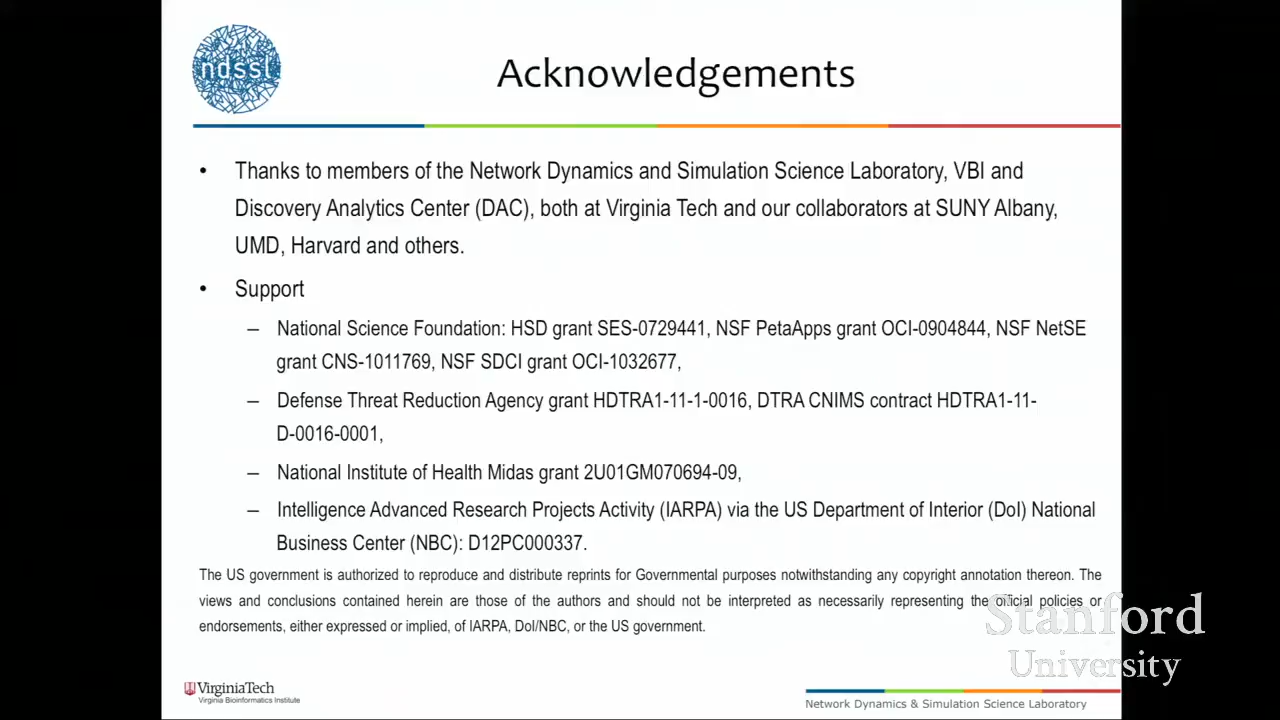 ndssl
Acknowledgements
• Thanks to members of the Network Dynamics and Simulation Science Laboratory, VBI and
Discovery Analytics Center (DAC), both at Virginia Tech and our collaborators at SUNY Albany,
UMD, Harvard and others.
• Support
– National Science Foundation: HSD grant SES-0729441, NSF PetaApps grant OCI-0904844, NSF NetSE
grant CNS-1011769, NSF SDCI grant OCI-1032677,
– Defense Threat Reduction Agency grant HDTRA1-11-1-0016, DTRA CNIMS contract HDTRA1-11-
D-0016-0001,
– National Institute of Health Midas grant 2U01GM070694-09,
– Intelligence Advanced Research Projects Activity (IARPA) via the US Department of Interior (DoI) National
Business Center (NBC): D12PC000337.
The US government is authorized to reproduce and distribute reprints for Governmental purposes notwithstanding any copyright annotation thereon. The
views and conclusions contained herein are those of the authors and should not be interpreted as necessarily representing the official policies or
endorsements, either expressed or implied, of IARPA, DoI/NBC, or the US government.
Stanford
University
VirginiaTech
Virginia Bioinformatics Institute
Network Dynamics & Simulation Science Laboratory